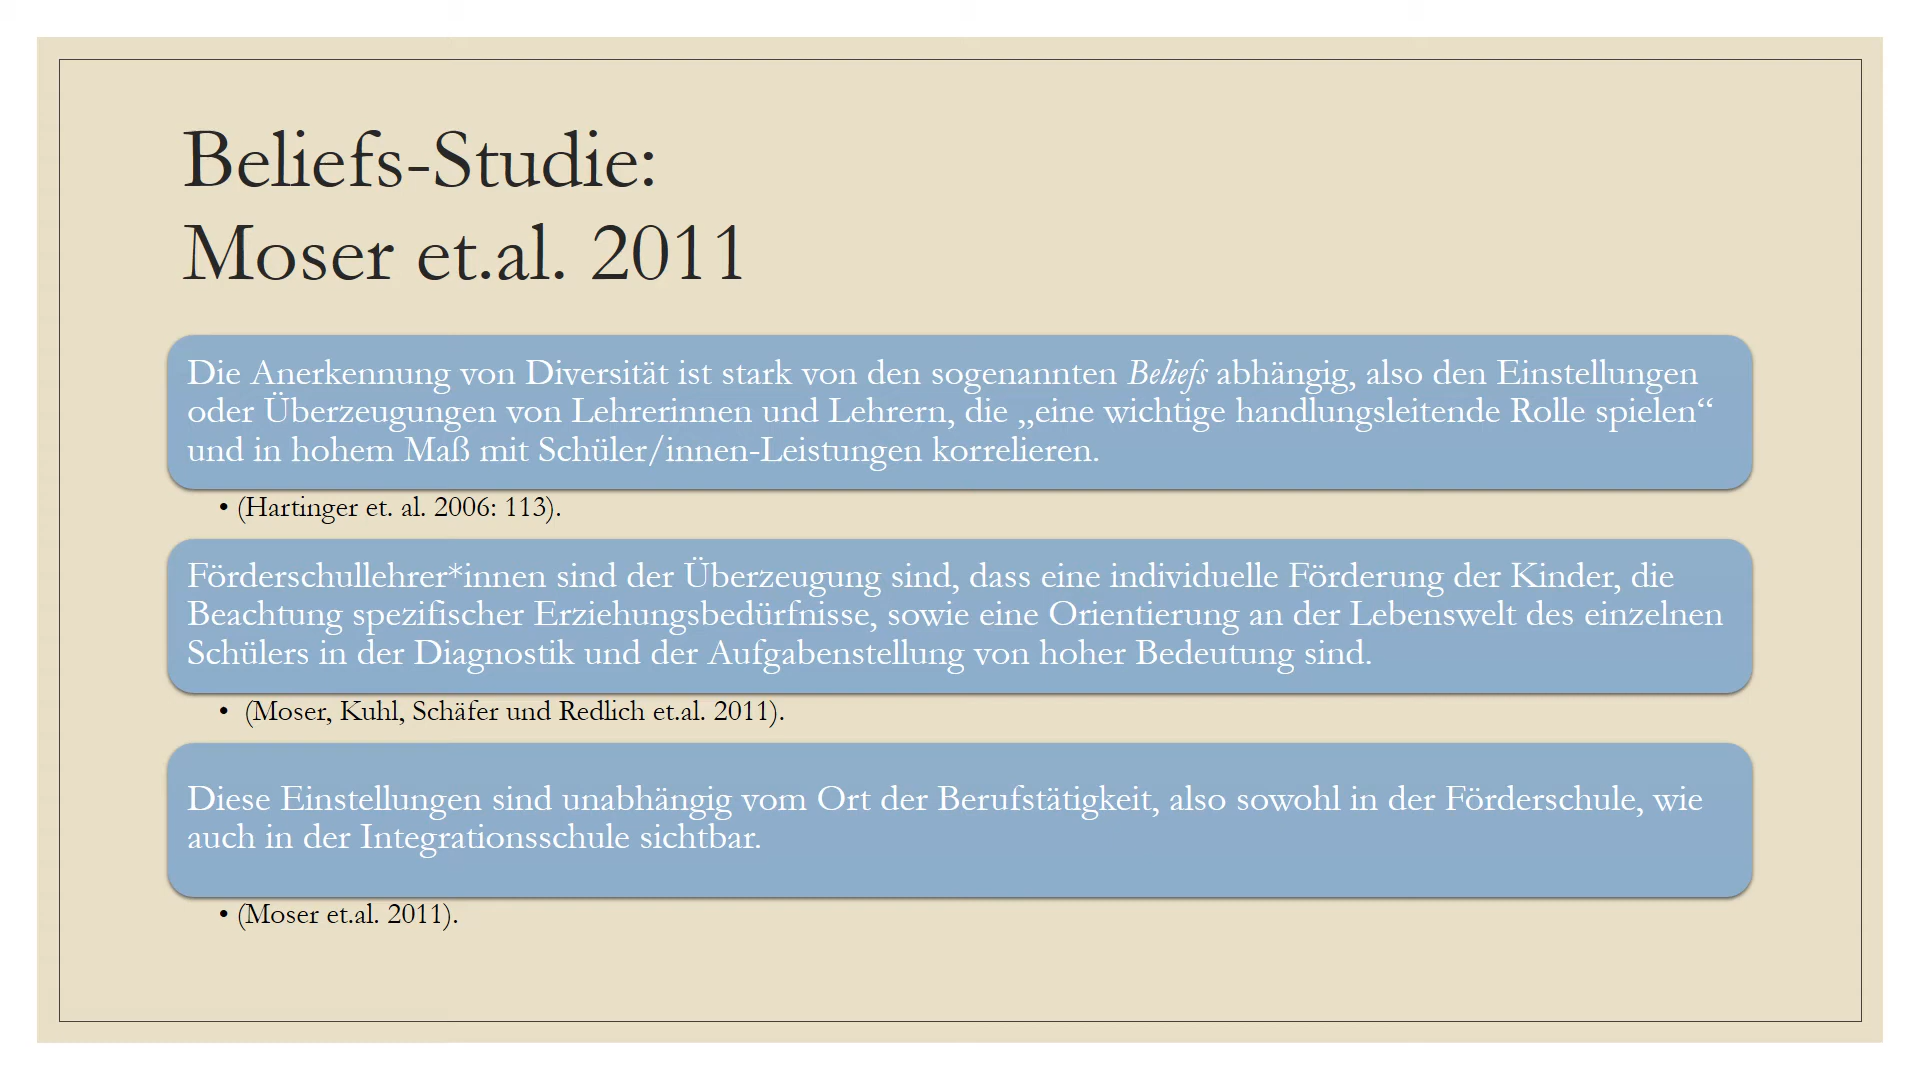 Beliefs-Studie:
Moser et.al. 2011
Die Anerkennung von Diversität ist stark von den sogenannten Beliefs abhängig, also den Einstellungen
oder Überzeugungen von Lehrerinnen und Lehrern, die „eine wichtige handlungsleitende Rolle spielen“
und in hohem Maß mit Schüler/innen-Leistungen korrelieren.
• (Hartinger et. al. 2006: 113).
Förderschullehrer*innen sind der Überzeugung sind, dass eine individuelle Förderung der Kinder, die
Beachtung spezifischer Erziehungsbedürfnisse, sowie eine Orientierung an der Lebenswelt des einzelnen
Schülers in der Diagnostik und der Aufgabenstellung von hoher Bedeutung sind.
• (Moser, Kuhl, Schäfer und Redlich et.al. 2011).
Diese Einstellungen sind unabhängig vom Ort der Berufstätigkeit, also sowohl in der Förderschule, wie
auch in der Integrationsschule sichtbar.
• (Moser et.al. 2011).